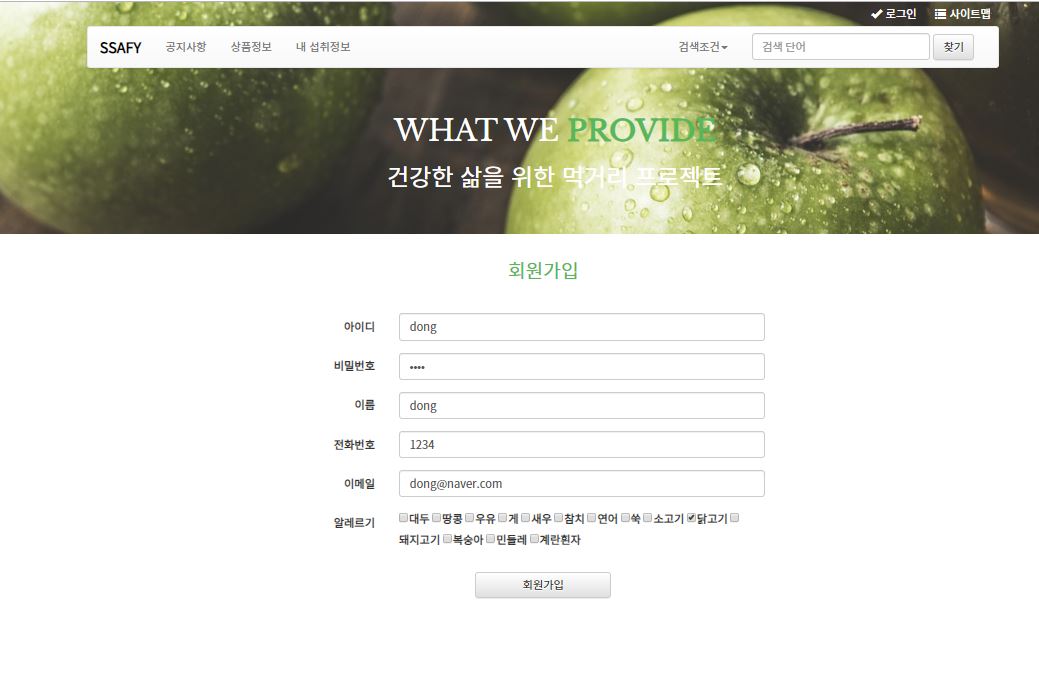 로그인 사이트맵
SSAFY 공지사항 상품정보 내 섭취정보 검색조건 검색 단어 찾기
WHAT WE PROVIDE
건강한 삶을 위한 먹거리 프로젝트
회원가입
아이디 dong
비밀번호 ••••
이름 dong
전화번호 1234
이메일 dong@naver.com
알레르기 대두 땅콩 우유 게 새우 참치 연어 쑥 소고기 닭고기
돼지고기 복숭아 민들레 계란흰자
회원가입